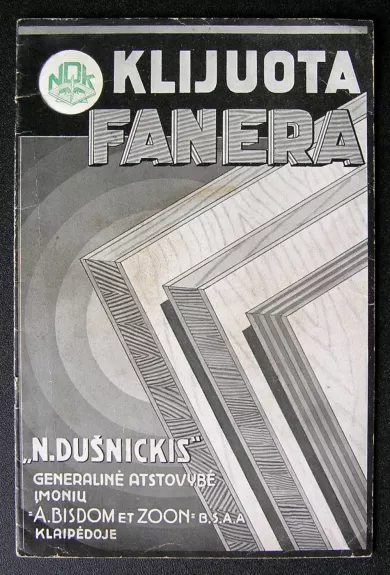 NDK
KLIJUOTA
FANERA
„N.DUŠNICKIS“
GENERALINĖ ATSTOVYBĖ
ĮMONIŲ
"A.BISDOM ET ZOON" B.S.A.A
KLAIPĖDOJE